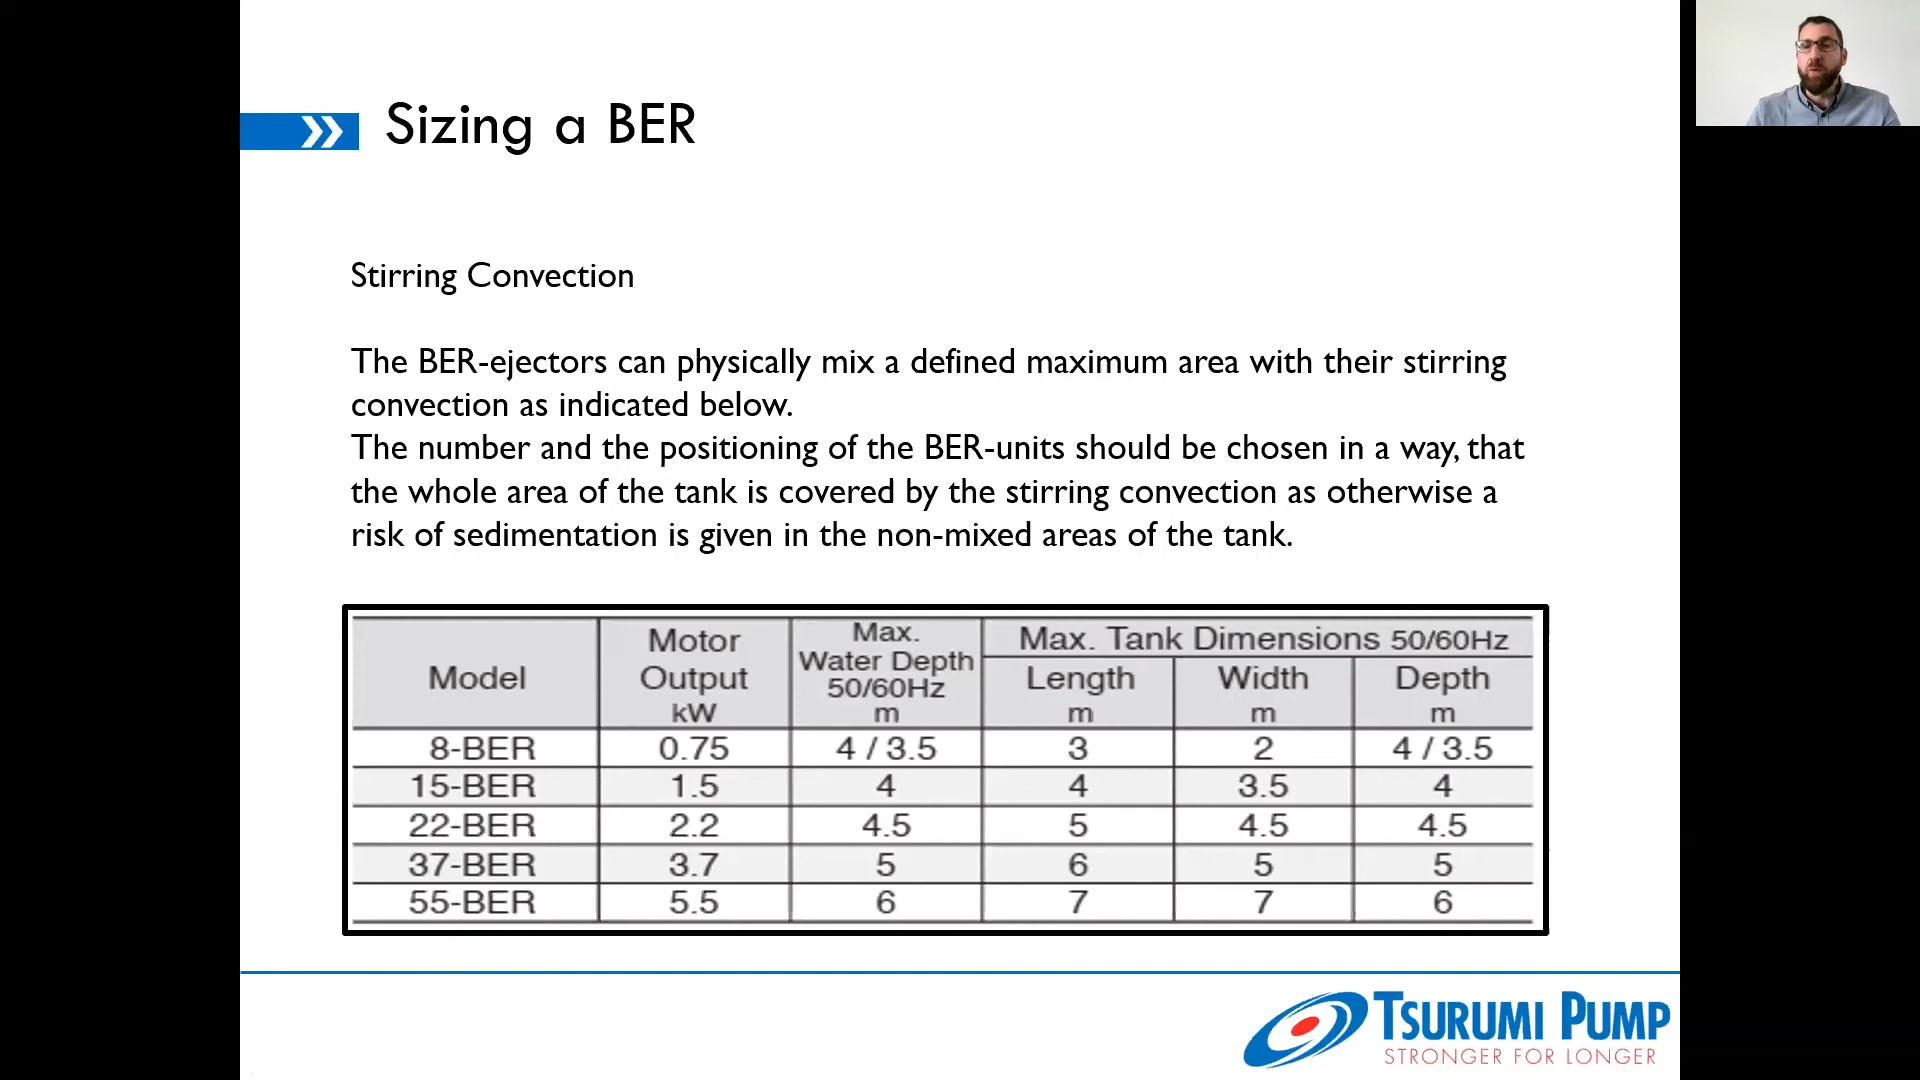 Sizing a BER
Stirring Convection
The BER-ejectors can physically mix a defined maximum area with their stirring
convection as indicated below.
The number and the positioning of the BER-units should be chosen in a way, that
the whole area of the tank is covered by the stirring convection as otherwise a
risk of sedimentation is given in the non-mixed areas of the tank.
Model Motor Output kW Max. Water Depth 50/60Hz m Max. Tank Dimensions 50/60Hz
Length m Width m Depth m
8-BER 0.75 4 / 3.5 3 2 4 / 3.5
15-BER 1.5 4 4 3.5 4
22-BER 2.2 4.5 5 4.5 4.5
37-BER 3.7 5 6 5 5
55-BER 5.5 6 7 7 6
TSURUMI PUMP
STRONGER FOR LONGER